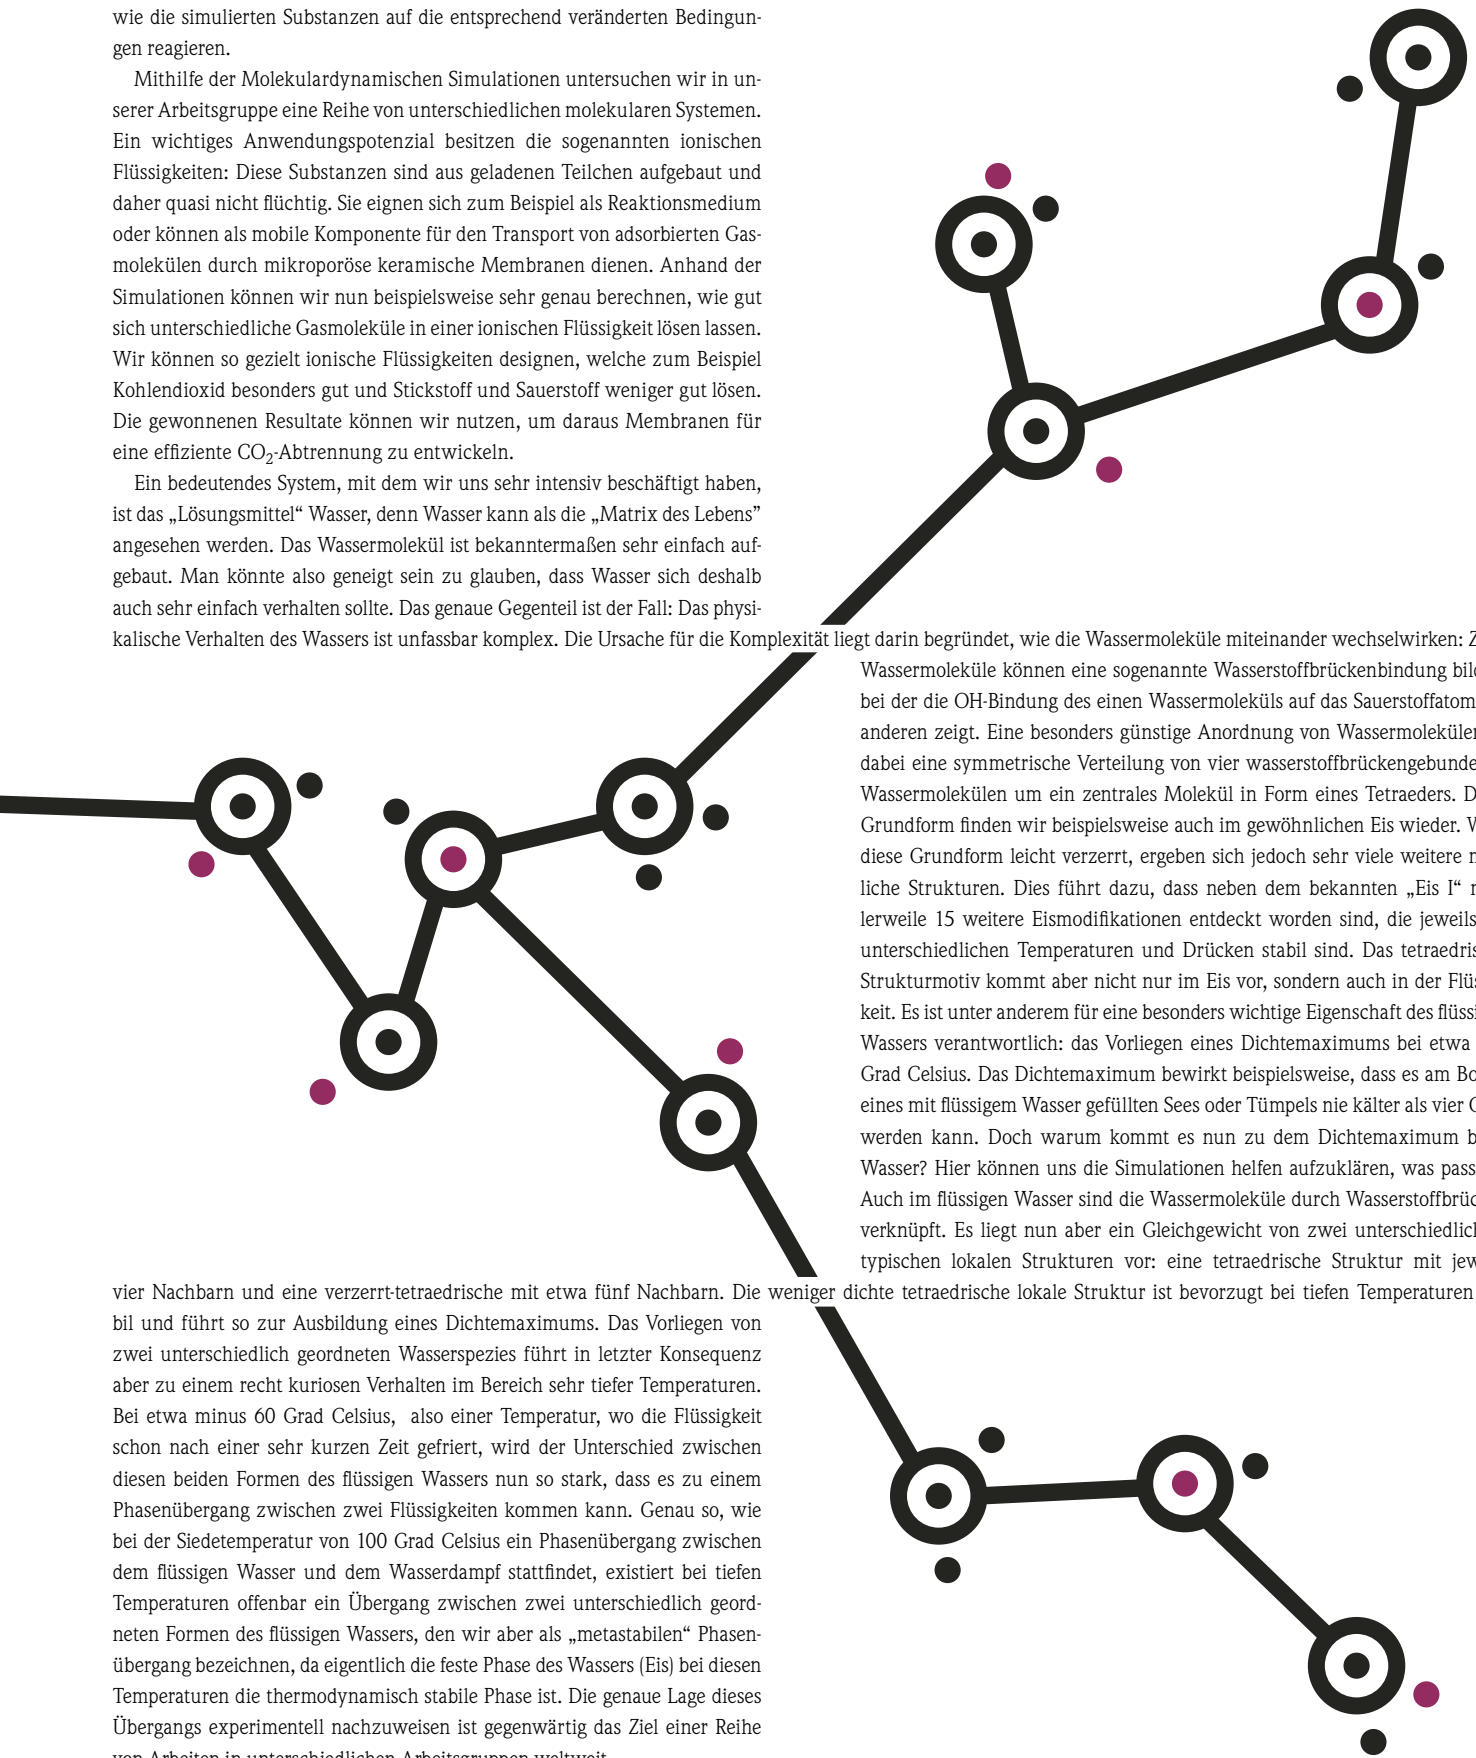 wie die simulierten Substanzen auf die entsprechend veränderten Bedingun-
gen reagieren.
Mithilfe der Molekulardynamischen Simulationen untersuchen wir in un-
serer Arbeitsgruppe eine Reihe von unterschiedlichen molekularen Systemen.
Ein wichtiges Anwendungspotenzial besitzen die sogenannten ionischen
Flüssigkeiten: Diese Substanzen sind aus geladenen Teilchen aufgebaut und
daher quasi nicht flüchtig. Sie eignen sich zum Beispiel als Reaktionsmedium
oder können als mobile Komponente für den Transport von adsorbierten Gas-
molekülen durch mikroporöse keramische Membranen dienen. Anhand der
Simulationen können wir nun beispielsweise sehr genau berechnen, wie gut
sich unterschiedliche Gasmoleküle in einer ionischen Flüssigkeit lösen lassen.
Wir können so gezielt ionische Flüssigkeiten designen, welche zum Beispiel
Kohlendioxid besonders gut und Stickstoff und Sauerstoff weniger gut lösen.
Die gewonnenen Resultate können wir nutzen, um daraus Membranen für
eine effiziente CO₂-Abtrennung zu entwickeln.
Ein bedeutendes System, mit dem wir uns sehr intensiv beschäftigt haben,
ist das „Lösungsmittel“ Wasser, denn Wasser kann als die „Matrix des Lebens”
angesehen werden. Das Wassermolekül ist bekanntermaßen sehr einfach auf-
gebaut. Man könnte also geneigt sein zu glauben, dass Wasser sich deshalb
auch sehr einfach verhalten sollte. Das genaue Gegenteil ist der Fall: Das physi-
kalische Verhalten des Wassers ist unfassbar komplex. Die Ursache für die Komplexität liegt darin begründet, wie die Wassermoleküle miteinander wechselwirken:
Wassermoleküle können eine sogenannte Wasserstoffbrückenbindung
bei der die OH-Bindung des einen Wassermoleküls auf das Sauerstoffatom
anderen zeigt. Eine besonders günstige Anordnung von
dabei eine symmetrische Verteilung von vier
Wassermolekülen um ein zentrales Molekül in Form eines Tetraeders.
Grundform finden wir beispielsweise auch im gewöhnlichen Eis wieder.
diese Grundform leicht verzerrt, ergeben sich jedoch sehr viele weitere
liche Strukturen. Dies führt dazu, dass neben dem bekannten „Eis I“
lerweile 15 weitere Eismodifikationen entdeckt worden sind, die jeweils
unterschiedlichen Temperaturen und Drücken stabil sind. Das
Strukturmotiv kommt aber nicht nur im Eis vor, sondern auch in der
keit. Es ist unter anderem für eine besonders wichtige Eigenschaft des
Wassers verantwortlich: das Vorliegen eines Dichtemaximums bei etwa
Grad Celsius. Das Dichtemaximum bewirkt beispielsweise, dass es am
eines mit flüssigem Wasser gefüllten Sees oder Tümpels nie kälter als vier
werden kann. Doch warum kommt es nun zu dem Dichtemaximum
Wasser? Hier können uns die Simulationen helfen aufzuklären, was
Auch im flüssigen Wasser sind die Wassermoleküle durch
verknüpft. Es liegt nun aber ein Gleichgewicht von zwei
typischen lokalen Strukturen vor: eine tetraedrische Struktur mit
vier Nachbarn und eine verzerrt-tetraedrische mit etwa fünf Nachbarn. Die weniger dichte tetraedrische lokale Struktur ist bevorzugt bei tiefen Temperaturen
bil und führt so zur Ausbildung eines Dichtemaximums. Das Vorliegen von
zwei unterschiedlich geordneten Wasserspezies führt in letzter Konsequenz
aber zu einem recht kuriosen Verhalten im Bereich sehr tiefer Temperaturen.
Bei etwa minus 60 Grad Celsius, also einer Temperatur, wo die Flüssigkeit
schon nach einer sehr kurzen Zeit gefriert, wird der Unterschied zwischen
diesen beiden Formen des flüssigen Wassers nun so stark, dass es zu einem
Phasenübergang zwischen zwei Flüssigkeiten kommen kann. Genau so, wie
bei der Siedetemperatur von 100 Grad Celsius ein Phasenübergang zwischen
dem flüssigen Wasser und dem Wasserdampf stattfindet, existiert bei tiefen
Temperaturen offenbar ein Übergang zwischen zwei unterschiedlich geord-
neten Formen des flüssigen Wassers, den wir aber als „metastabilen“ Phasen-
übergang bezeichnen, da eigentlich die feste Phase des Wassers (Eis) bei diesen
Temperaturen die thermodynamisch stabile Phase ist. Die genaue Lage dieses
Übergangs experimentell nachzuweisen ist gegenwärtig das Ziel einer Reihe
von Arbeiten in unterschiedlichen Arbeitsgruppen weltweit.